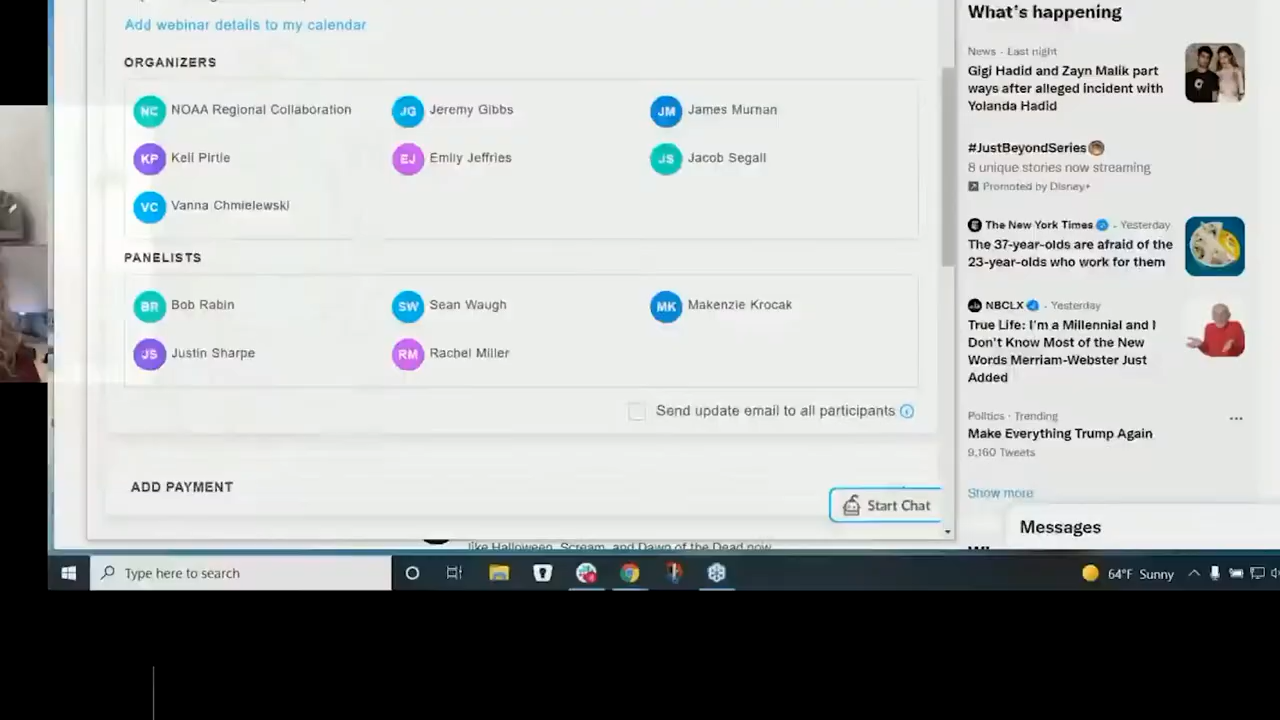 Add webinar details to my calendar
ORGANIZERS
NC NOAA Regional Collaboration
JG Jeremy Gibbs
JM James Murnan
KP Keli Pirtle
EJ Emily Jeffries
JS Jacob Segall
VC Vanna Chmielewski
PANELISTS
BR Bob Rabin
SW Sean Waugh
MK Makenzie Krocak
JS Justin Sharpe
RM Rachel Miller
Send update email to all participants
ADD PAYMENT
Start Chat
like Halloween, Scream, and Dawn of the Dead now
What's happening
News · Last night
Gigi Hadid and Zayn Malik part
ways after alleged incident with
Yolanda Hadid
#JustBeyondSeries
8 unique stories now streaming
Promoted by Disney+
The New York Times · Yesterday
The 37-year-olds are afraid of the
23-year-olds who work for them
NBCLX · Yesterday
True Life: I'm a Millennial and I
Don't Know Most of the New
Words Merriam-Webster Just
Added
Politics · Trending
Make Everything Trump Again
9,160 Tweets
Show more
Messages
Type here to search
64°F Sunny